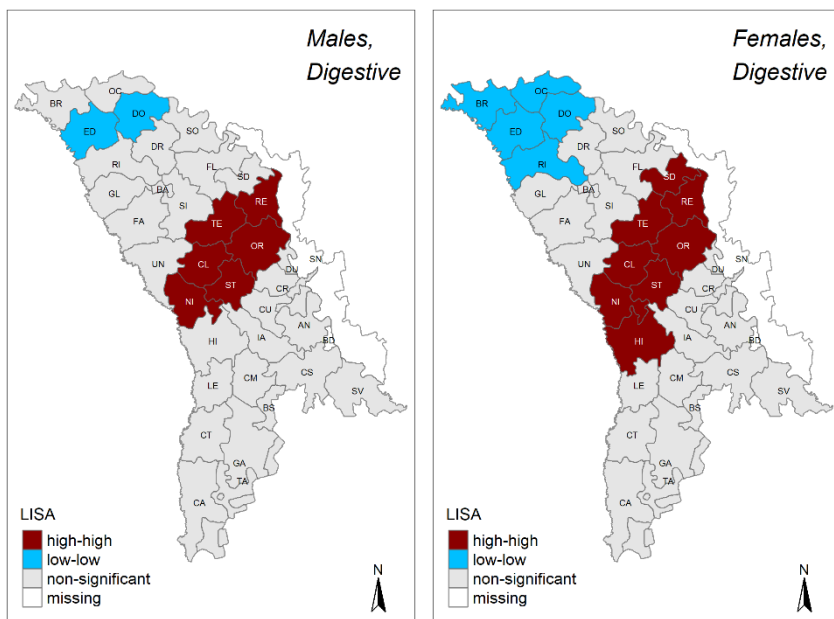 Males,
Digestive
OC
BR
DO
ED
SO
DR
RI
FL
SD
BA
GL
SI
RE
FA
TE
OR
UN
CL
SN
DU
ST
CR
NI
CU
AN
HI
IA
BD
LE
CM
CS
SV
BS
CT
GA
TA
CA
LISA
high-high
low-low
non-significant
missing
N
Females,
Digestive
OC
BR
DO
ED
SO
DR
RI
FL
SD
BA
GL
SI
RE
FA
TE
OR
UN
CL
SN
DU
ST
CR
NI
CU
AN
HI
IA
BD
LE
CM
CS
SV
BS
CT
GA
TA
CA
LISA
high-high
low-low
non-significant
missing
N